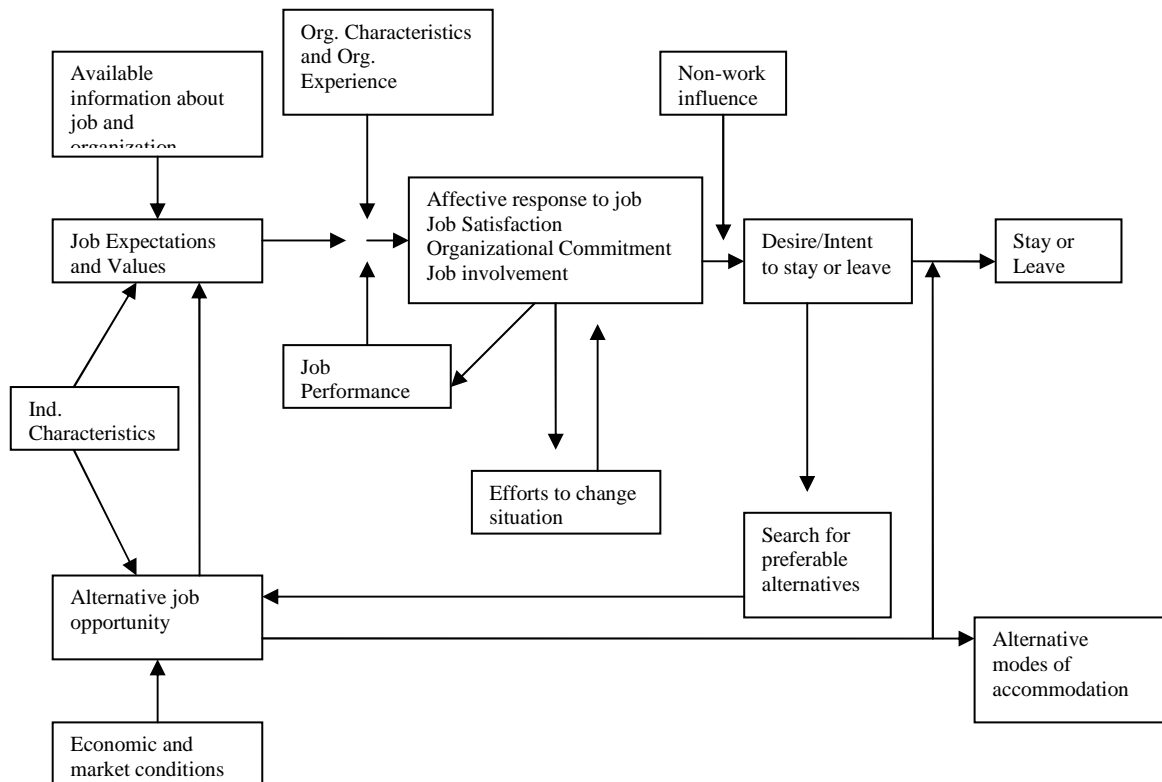 Org. Characteristics
and Org.
Experience
Available
information about
job and
organization
Non-work
influence
Affective response to job
Job Satisfaction
Organizational Commitment
Job involvement
Job Expectations
and Values
Desire/Intent
to stay or leave
Stay or
Leave
Job
Performance
Ind.
Characteristics
Efforts to change
situation
Search for
preferable
alternatives
Alternative job
opportunity
Alternative
modes of
accommodation
Economic and
market conditions